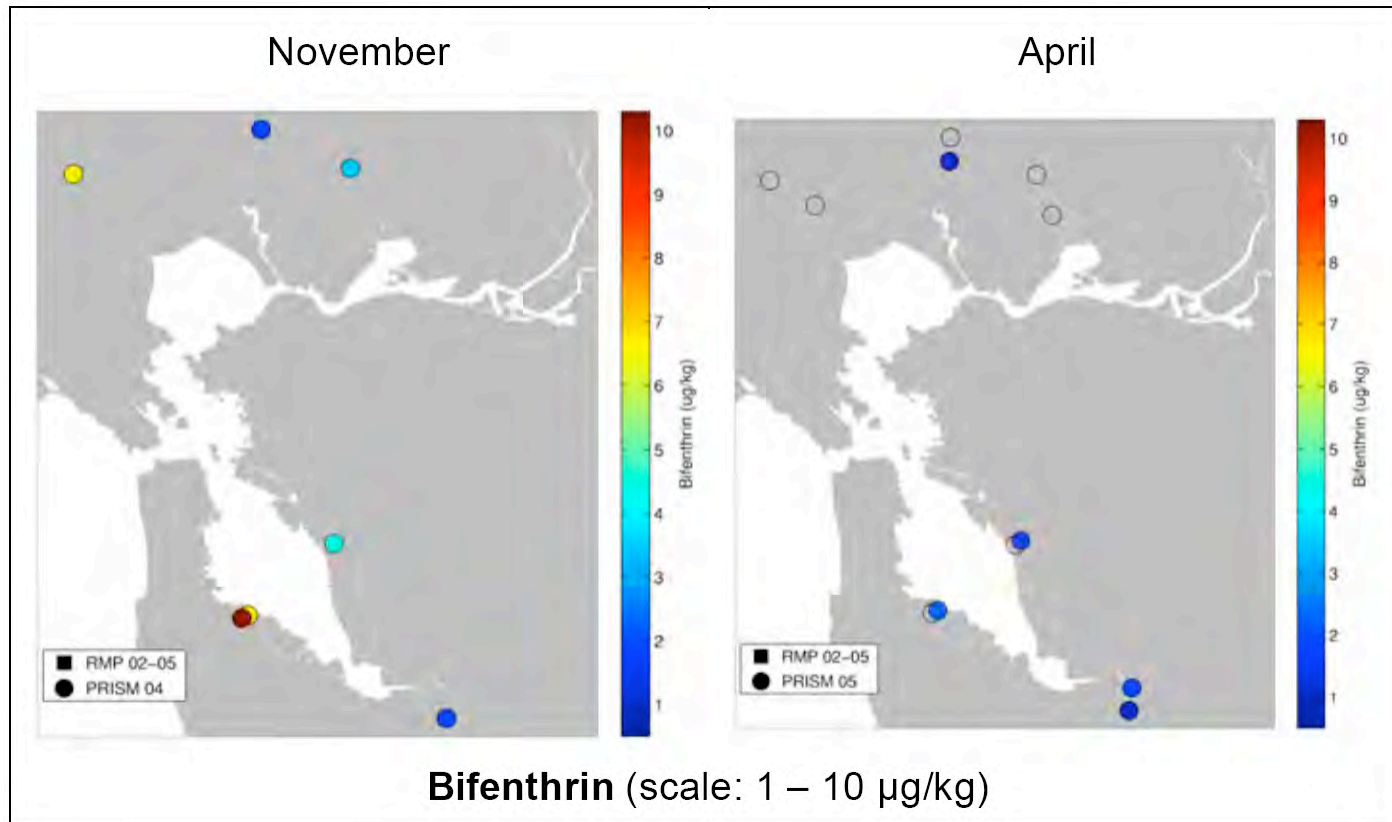 November
April
10
9
8
7
6
5
4
3
2
1
Bifenthrin (ug/kg)
RMP 02-05
PRISM 04
10
9
8
7
6
5
4
3
2
1
Bifenthrin (ug/kg)
RMP 02-05
PRISM 05
Bifenthrin (scale: 1 – 10 µg/kg)